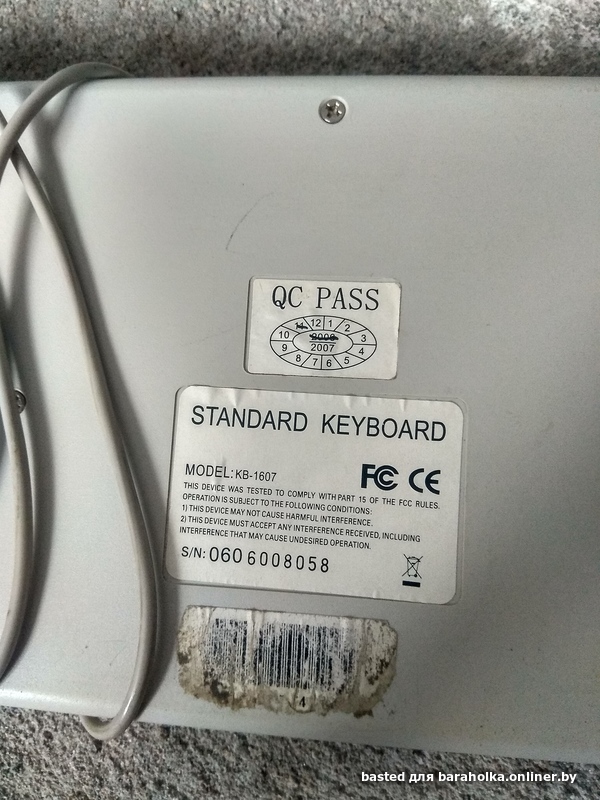 QC PASS
11 12 1 2
10 2006 3
9 2007 4
8 7 6 5
STANDARD KEYBOARD
MODEL: KB-1607 FC CE
THIS DEVICE WAS TESTED TO COMPLY WITH PART 15 OF THE FCC RULES.
OPERATION IS SUBJECT TO THE FOLLOWING CONDITIONS:
1) THIS DEVICE MAY NOT CAUSE HARMFUL INTERFERENCE.
2) THIS DEVICE MUST ACCEPT ANY INTERFERENCE RECEIVED, INCLUDING
INTERFERENCE THAT MAY CAUSE UNDESIRED OPERATION.
S/N: 0606008058
4
basted для baraholka.onliner.by